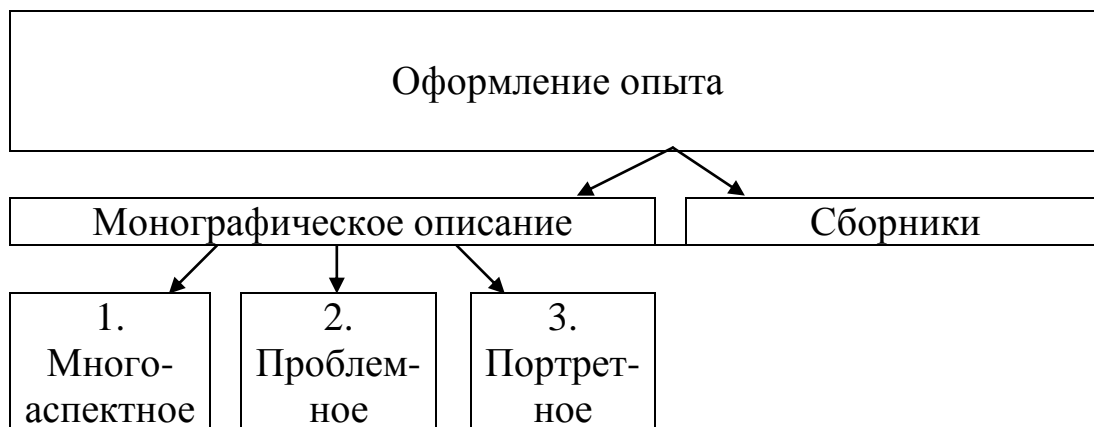 Оформление опыта
Монографическое описание
Сборники
1.
Много-
аспектное
2.
Проблем-
ное
3.
Портрет-
ное